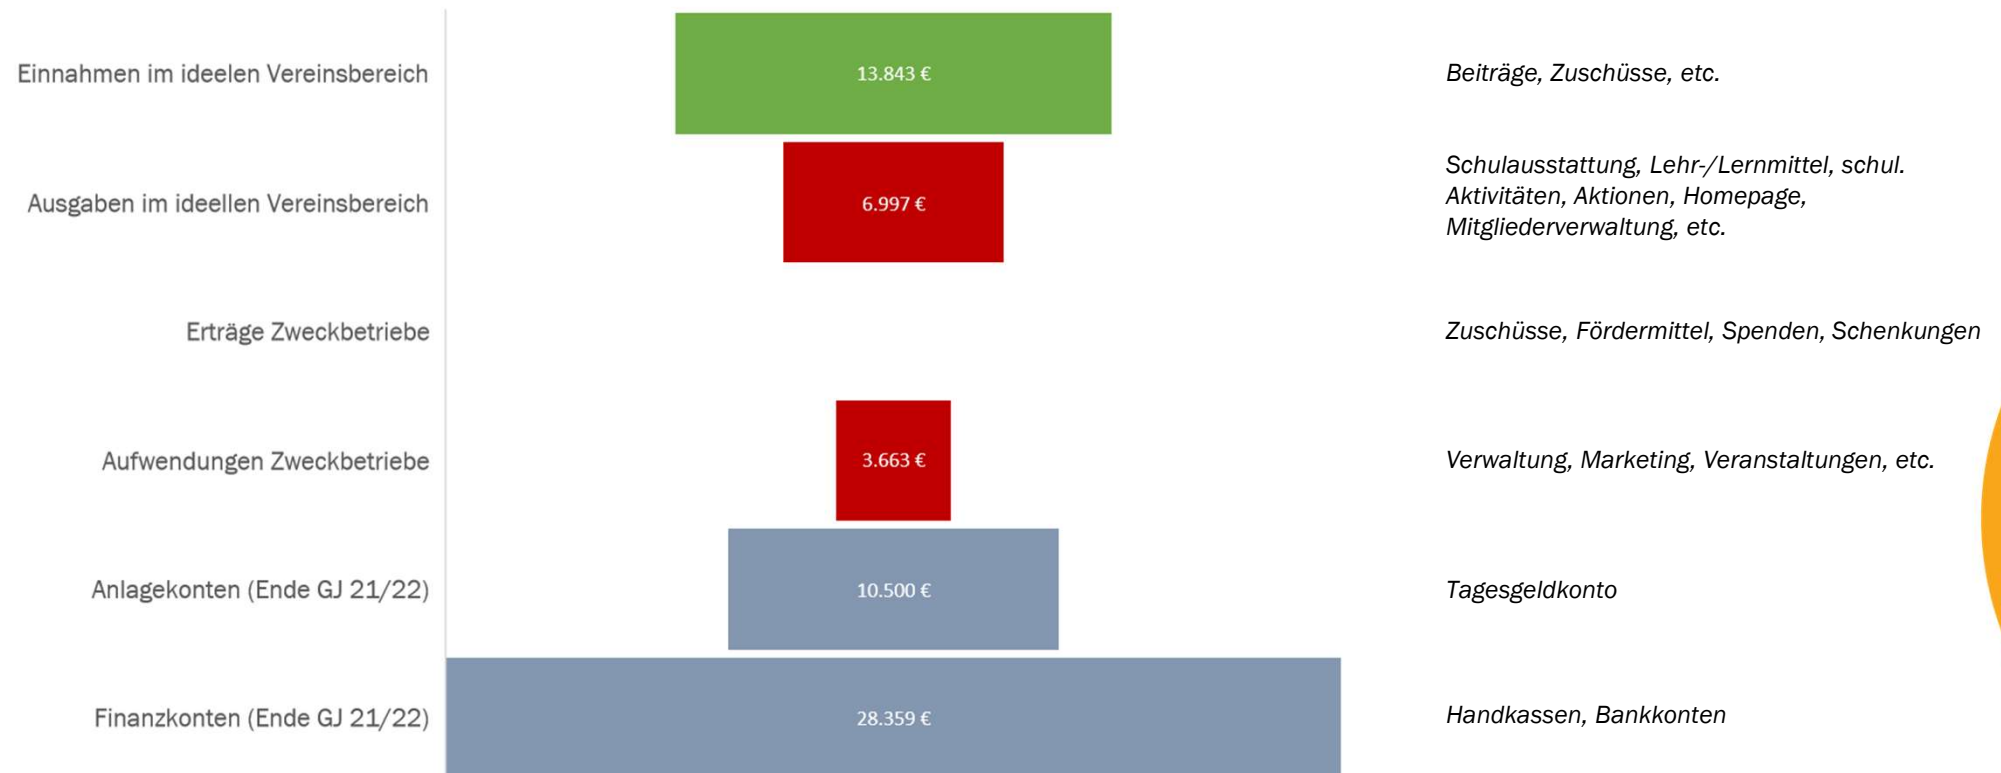 Einnahmen im ideelen Vereinsbereich
13.843 €
Beiträge, Zuschüsse, etc.
Ausgaben im ideellen Vereinsbereich
6.997 €
Schulausstattung, Lehr-/Lernmittel, schul.
Aktivitäten, Aktionen, Homepage,
Mitgliederverwaltung, etc.
Erträge Zweckbetriebe
Zuschüsse, Fördermittel, Spenden, Schenkungen
Aufwendungen Zweckbetriebe
3.663 €
Verwaltung, Marketing, Veranstaltungen, etc.
Anlagekonten (Ende GJ 21/22)
10.500 €
Tagesgeldkonto
Finanzkonten (Ende GJ 21/22)
28.359 €
Handkassen, Bankkonten